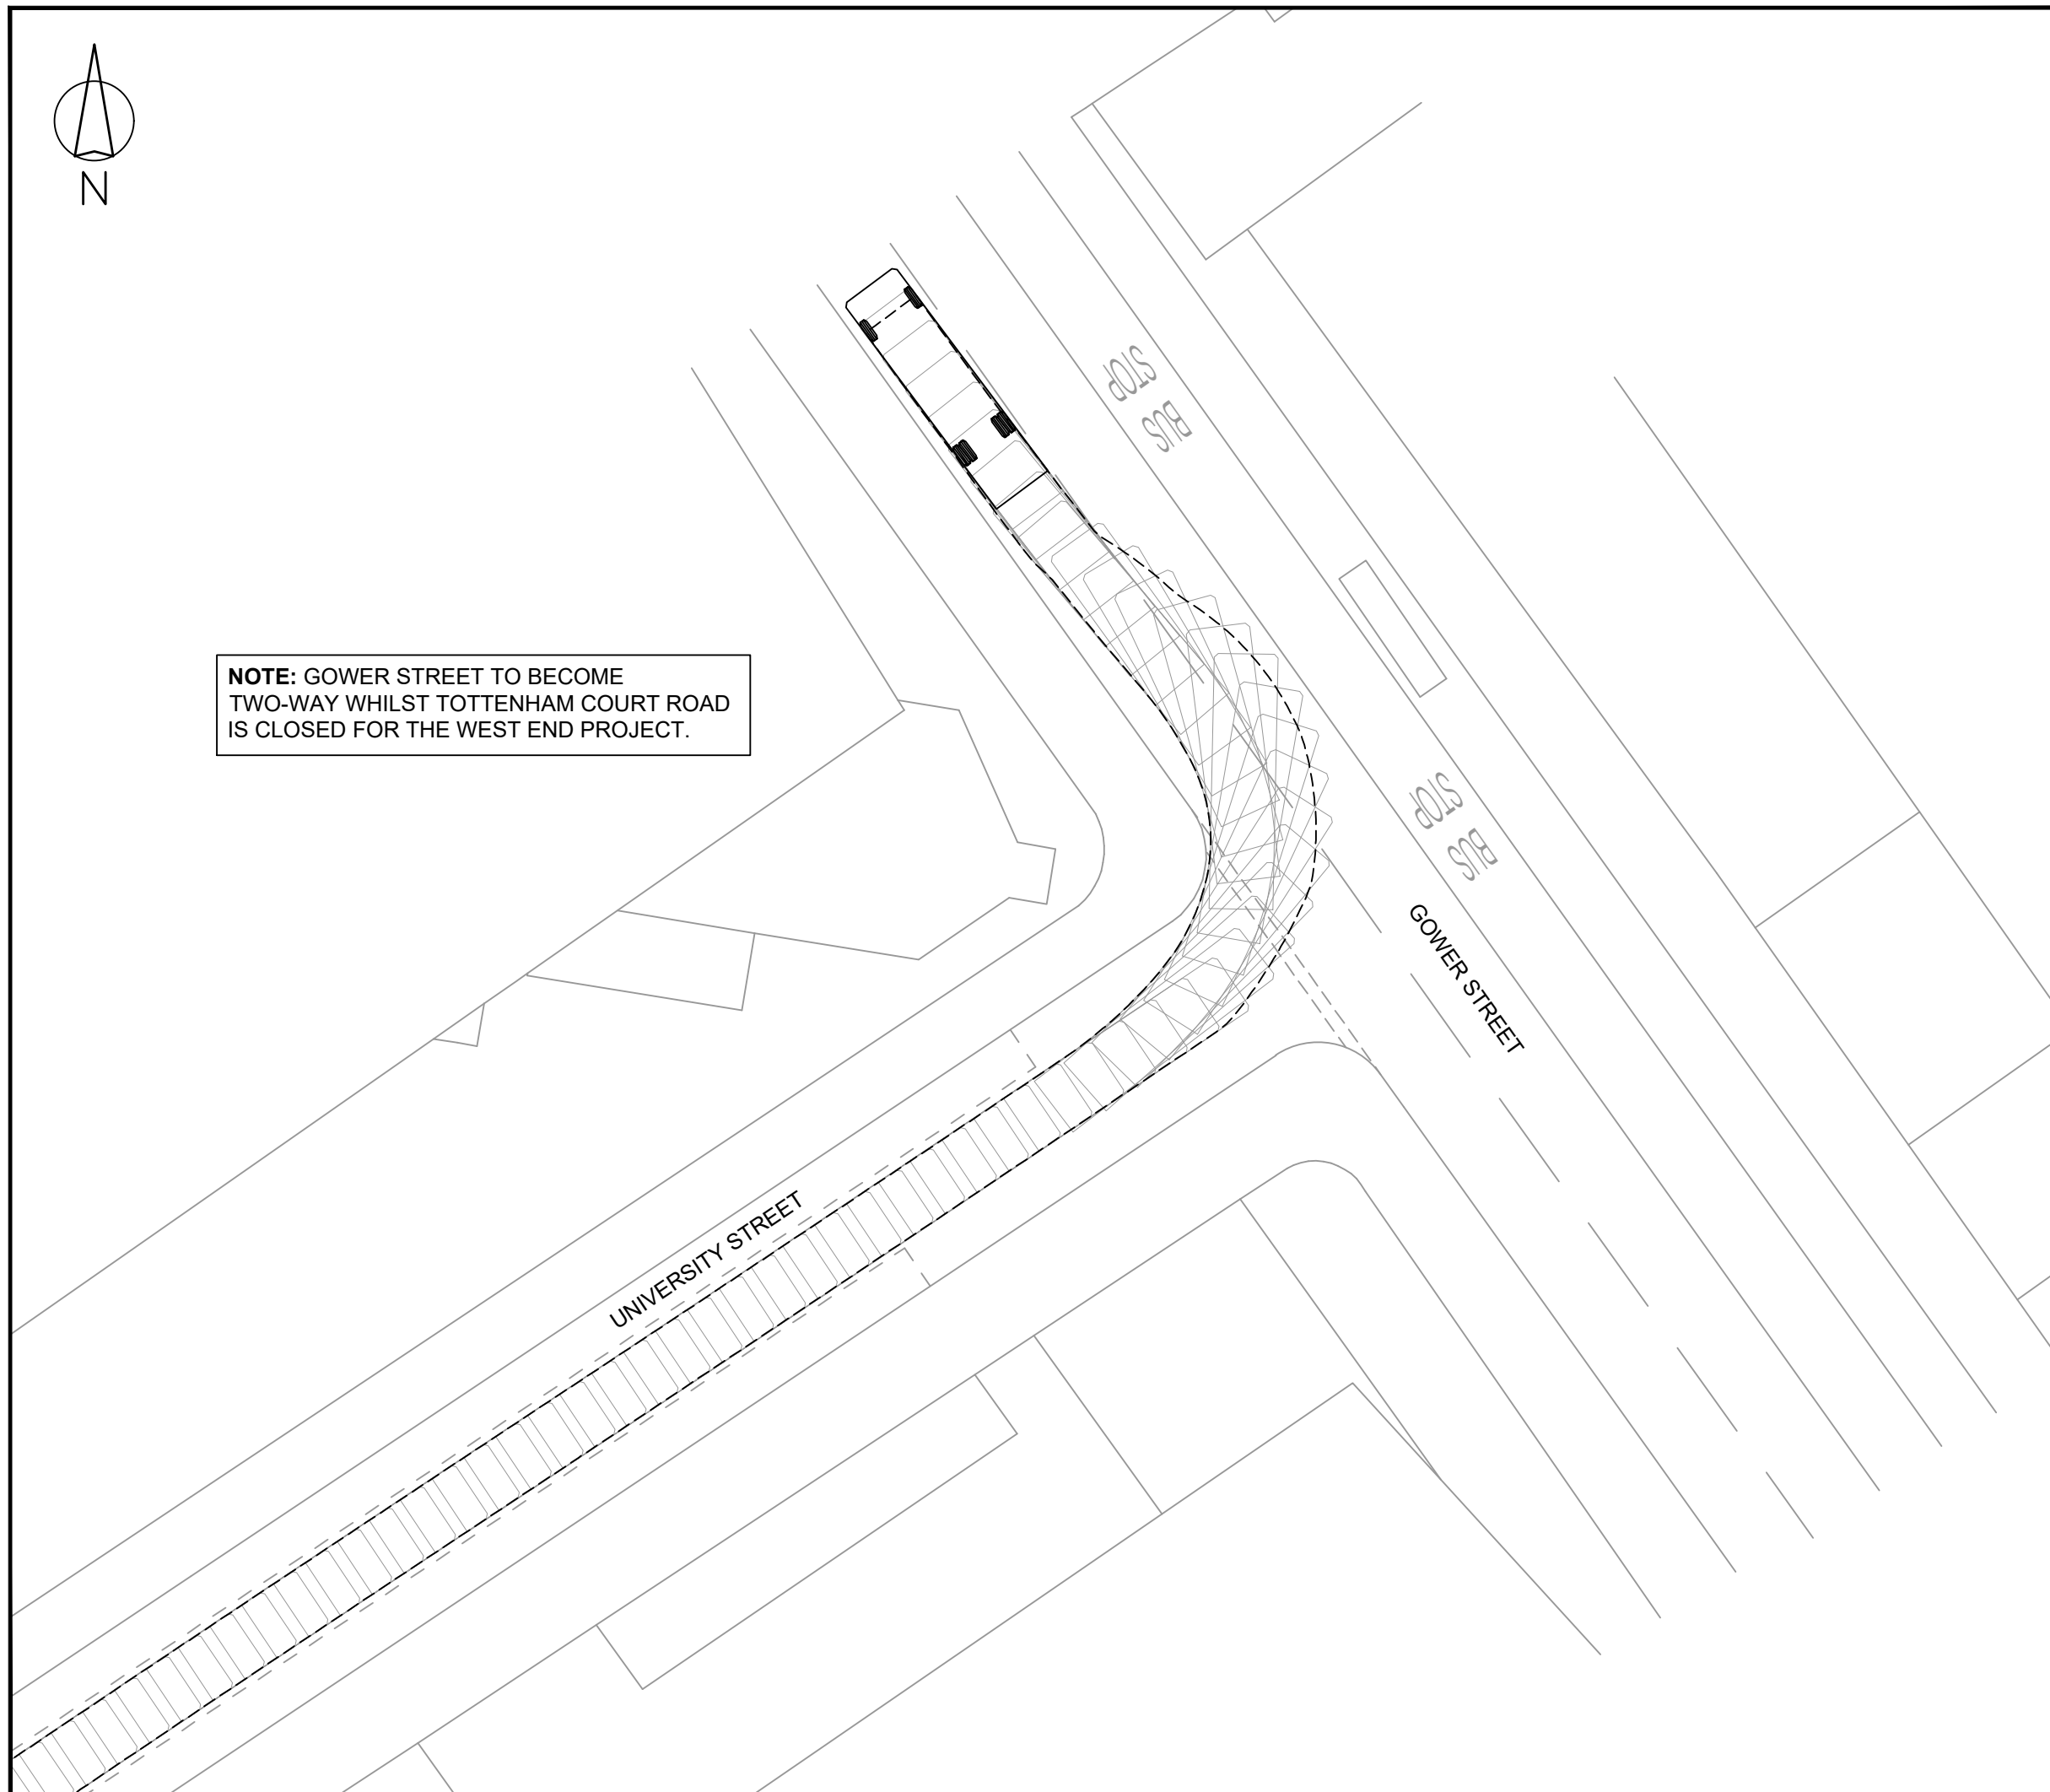 N
STOP
BUS
NOTE: GOWER STREET TO BECOME
TWO-WAY WHILST TOTTENHAM COURT ROAD
IS CLOSED FOR THE WEST END PROJECT.
STOP
BUS
GOWER STREET
UNIVERSITY STREET